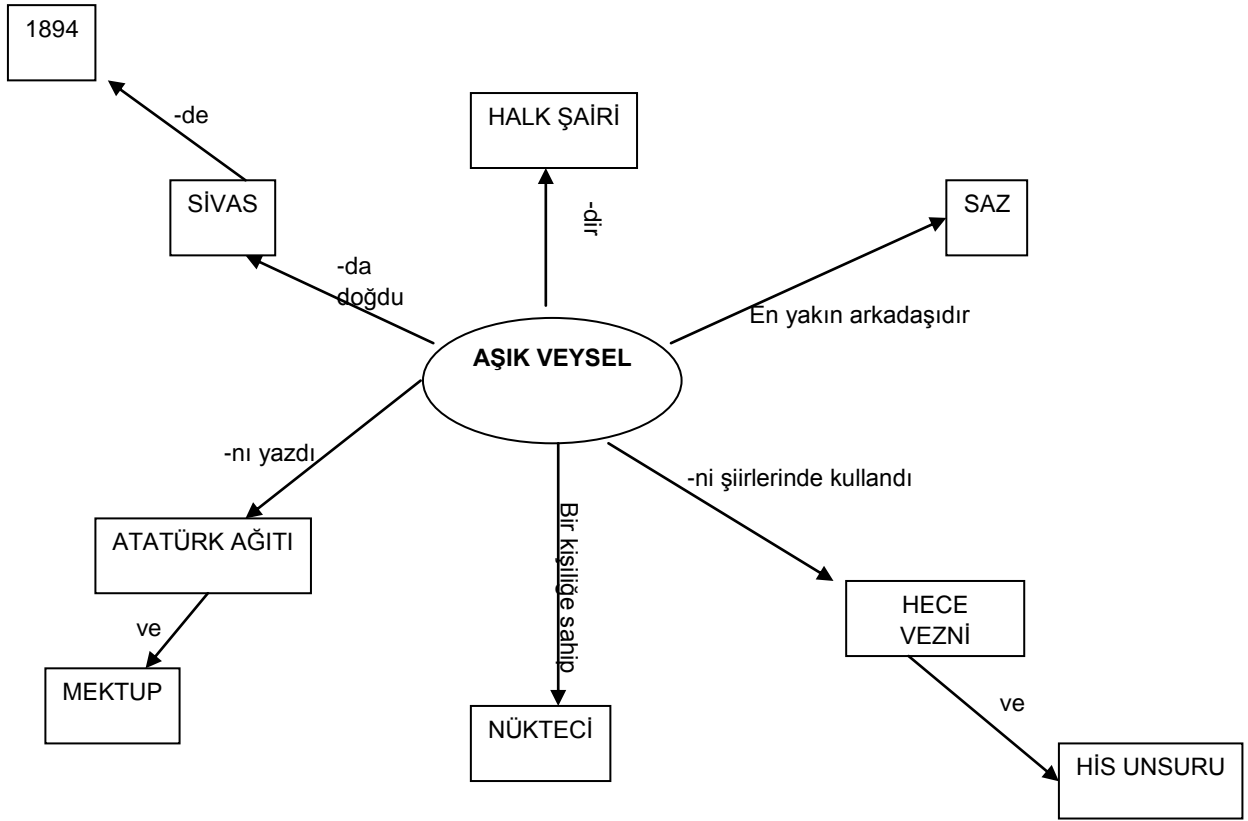 1894
HALK ŞAİRİ
-de
SİVAS
SAZ
-dir
-da
doğdu
En yakın arkadaşıdır
AŞIK VEYSEL
-nı yazdı
-ni şiirlerinde kullandı
Bir kişiliğe sahip
ATATÜRK AĞITI
HECE
VEZNİ
ve
MEKTUP
ve
NÜKTECİ
HİS UNSURU